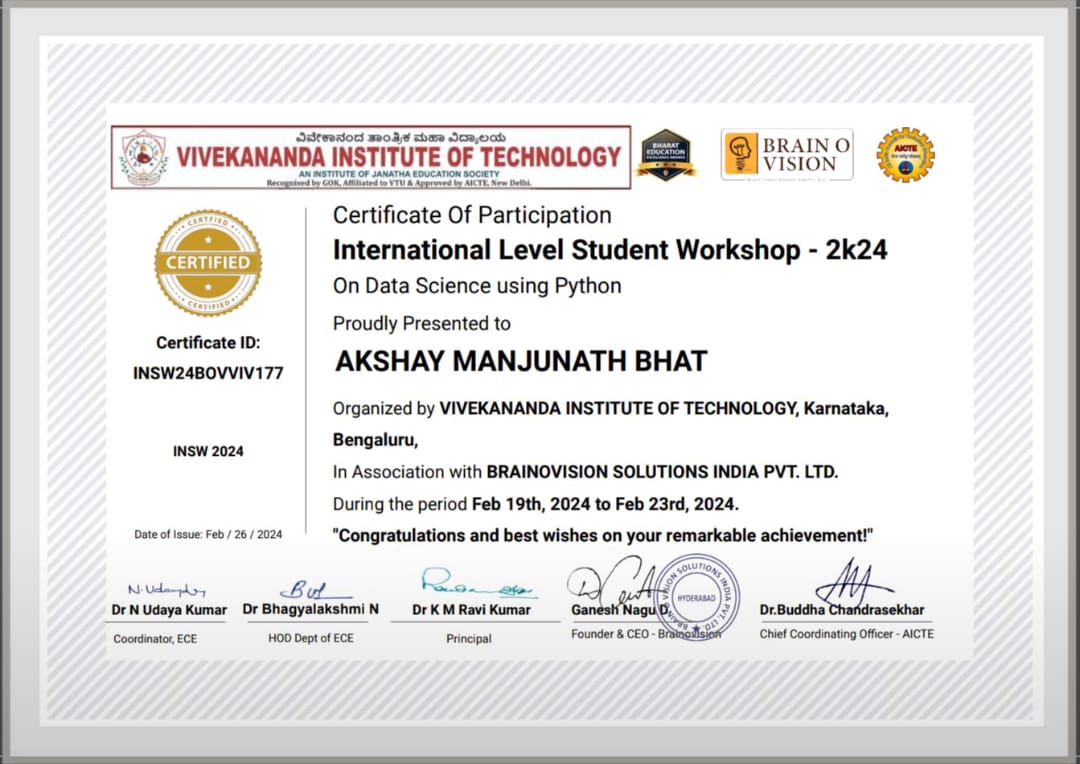 ವಿವೇಕಾನಂದ ತಾಂತ್ರಿಕ ಮಹಾ ವಿದ್ಯಾಲಯ
VIVEKANANDA INSTITUTE OF TECHNOLOGY
AN INSTITUTE OF JANATHA EDUCATION SOCIETY
Recognised by GOK, Affiliated to VTU & Approved by AICTE, New Delhi.
BHARAT
EDUCATION
EXCELLENCE AWARDS
BRAIN O
VISION
AICTE
CERTIFIED
CERTIFIED
CERTIFIED
Certificate ID:
INSW24BOVVIV177
INSW 2024
Date of Issue: Feb / 26 / 2024
Certificate Of Participation
International Level Student Workshop - 2k24
On Data Science using Python
Proudly Presented to
AKSHAY MANJUNATH BHAT
Organized by VIVEKANANDA INSTITUTE OF TECHNOLOGY, Karnataka,
Bengaluru,
In Association with BRAINOVISION SOLUTIONS INDIA PVT. LTD.
During the period Feb 19th, 2024 to Feb 23rd, 2024.
"Congratulations and best wishes on your remarkable achievement!"
N. Udayakumar
Dr N Udaya Kumar
Coordinator, ECE
Dr Bhagyalakshmi N
HOD Dept of ECE
Dr K M Ravi Kumar
Principal
Ganesh Nagu D
Founder & CEO - Brainovision
BRAINOVISION SOLUTIONS INDIA PVT. LTD.
HYDERABAD
Dr.Buddha Chandrasekhar
Chief Coordinating Officer - AICTE